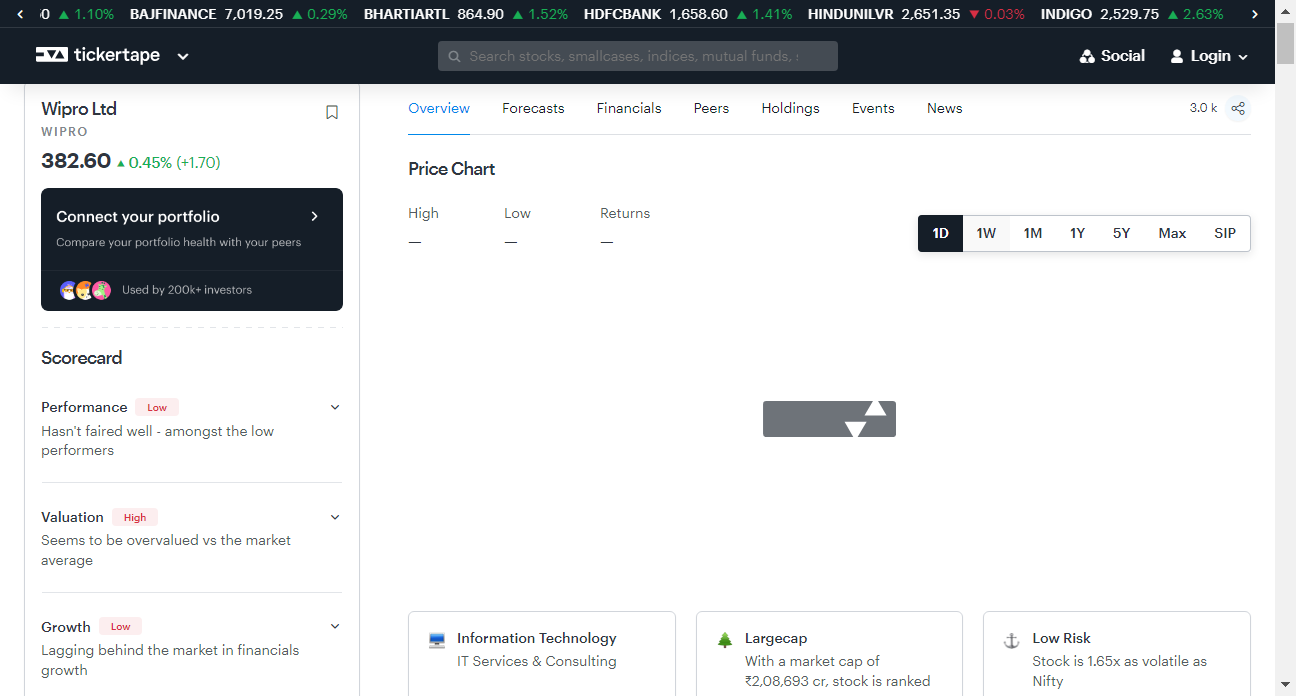 1.10% BAJFINANCE 7,019.25 0.29% BHARTIARTL 864.90 1.52% HDFCBANK 1,658.60 1.41% HINDUNILVR 2,651.35 0.03% INDIGO 2,529.75 2.63%
tickertape
Search stocks, smallcases, indices, mutual funds,
Social
Login
Wipro Ltd
WIPRO
382.60 0.45% (+1.70)
Connect your portfolio
Compare your portfolio health with your peers
Used by 200k+ investors
Scorecard
Performance Low
Hasn't faired well - amongst the low
performers
Valuation High
Seems to be overvalued vs the market
average
Growth Low
Lagging behind the market in financials
growth
Overview Forecasts Financials Peers Holdings Events News
3.0 k
Price Chart
High Low Returns
— — —
1D 1W 1M 1Y 5Y Max SIP
Information Technology
IT Services & Consulting
Largecap
With a market cap of
₹2,08,693 cr, stock is ranked
Low Risk
Stock is 1.65x as volatile as
Nifty